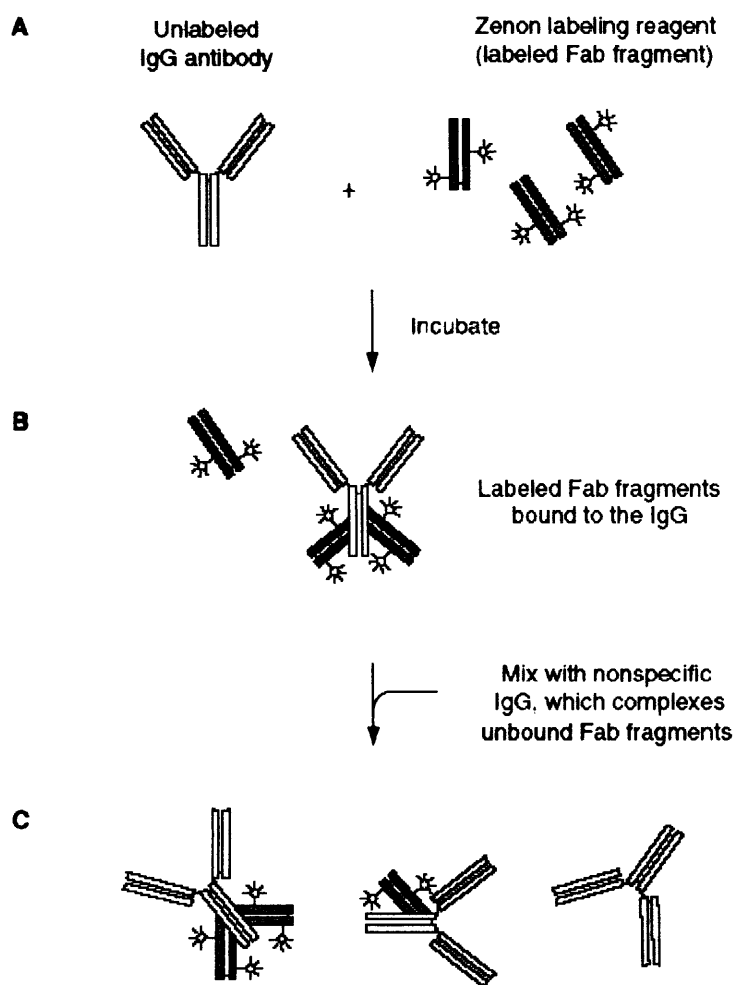 A
Unlabeled
IgG antibody
Zenon labeling reagent
(labeled Fab fragment)
+
Incubate
B
Labeled Fab fragments
bound to the IgG
Mix with nonspecific
IgG, which complexes
unbound Fab fragments
C